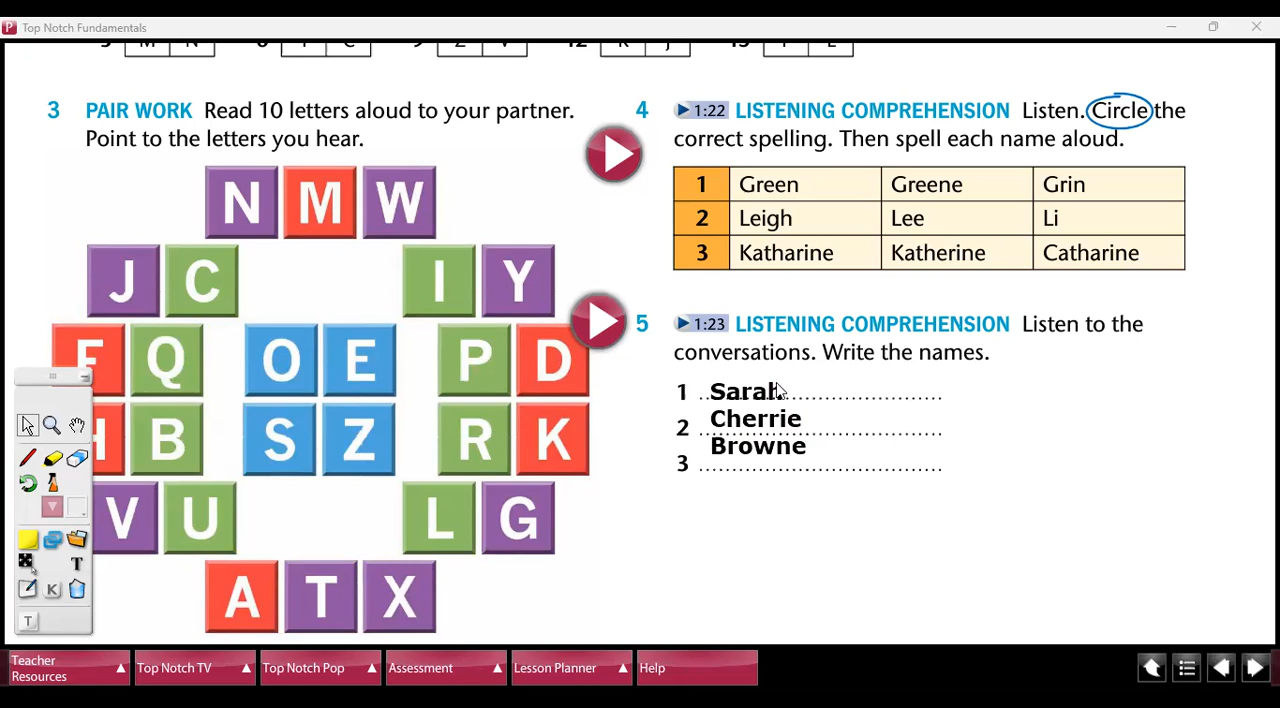 Top Notch Fundamentals
3 PAIR WORK Read 10 letters aloud to your partner.
Point to the letters you hear.
N M W
J C I Y
F Q O E P D
H B S Z R K
V U L G
A T X
4 1:22 LISTENING COMPREHENSION Listen. Circle the
correct spelling. Then spell each name aloud.
1 Green Greene Grin
2 Leigh Lee Li
3 Katharine Katherine Catharine
5 1:23 LISTENING COMPREHENSION Listen to the
conversations. Write the names.
1 Sarah
2 Cherrie
3 Browne
T
K
T
Teacher
Resources
Top Notch TV
Top Notch Pop
Assessment
Lesson Planner
Help